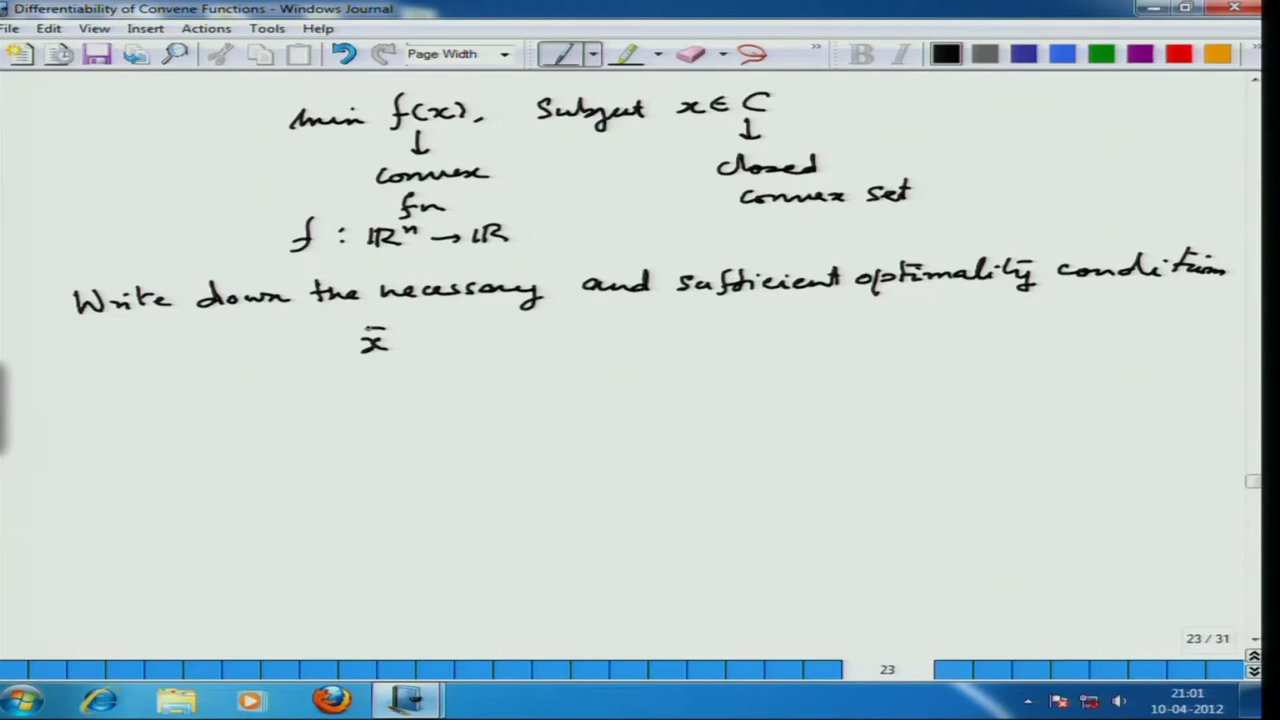 Differentiability of Convene Functions - Windows Journal
File Edit View Insert Actions Tools Help
Page Width
min f(x), Subject x ∈ C
↓ ↓
convex closed
fn convex set
f : ℝⁿ → ℝ
Write down the necessary and sufficient optimality condition
x̄
23 / 31
23
21:01
10-04-2012